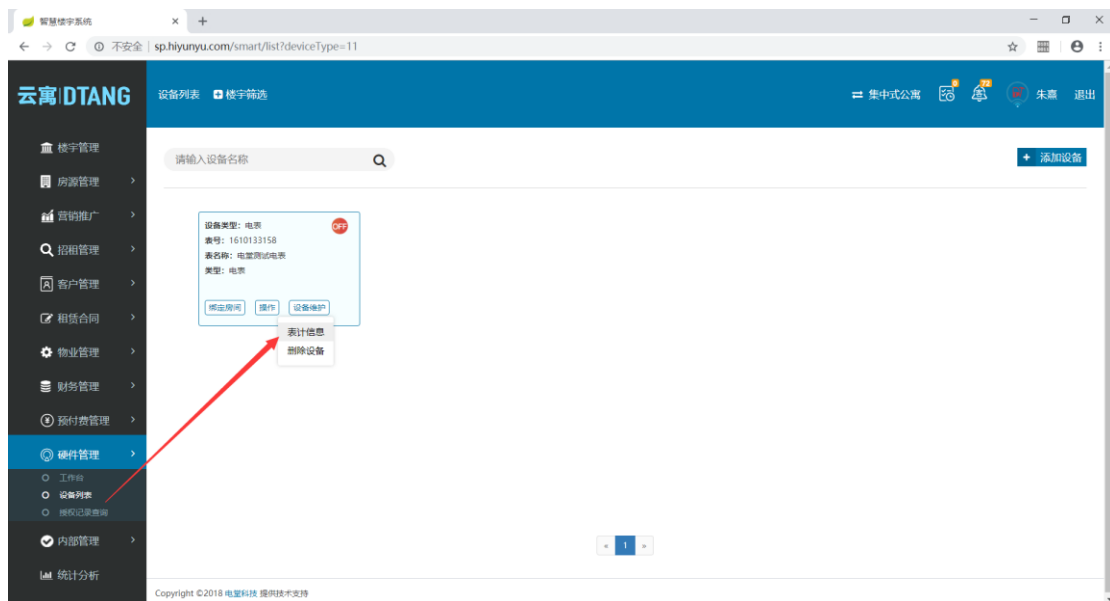 智慧楼宇系统
不安全 | sp.hiyunyu.com/smart/list?deviceType=11
云寓|DTANG
设备列表 楼宇筛选
集中式公寓 72 朱熹 退出
楼宇管理
房源管理
营销推广
招租管理
客户管理
租赁合同
物业管理
财务管理
预付费管理
硬件管理
工作台
设备列表
授权记录查询
内部管理
统计分析
请输入设备名称
+ 添加设备
设备类型：电表 OFF
表号：1610133158
表名称：电堂测试电表
类型：电表
绑定房间 操作 设备维护
表计信息
删除设备
« 1 »
Copyright ©2018 电堂科技 提供技术支持